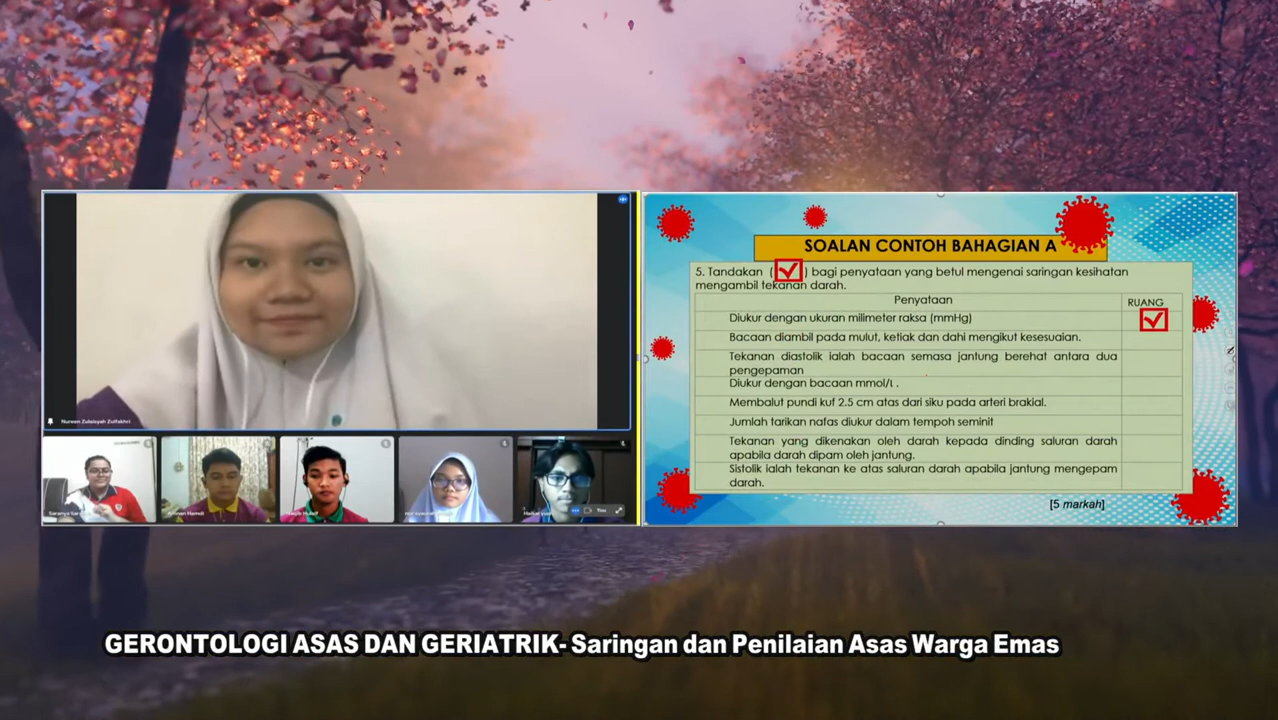 SOALAN CONTOH BAHAGIAN A
5. Tandakan ( ) bagi penyataan yang betul mengenai saringan kesihatan
mengambil tekanan darah.
Penyataan
RUANG
Diukur dengan ukuran milimeter raksa (mmHg)
Bacaan diambil pada mulut, ketiak dan dahi mengikut kesesuaian.
Tekanan diastolik ialah bacaan semasa jantung berehat antara dua
pengepaman
Diukur dengan bacaan mmol/L .
Membalut pundi kuf 2.5 cm atas dari siku pada arteri brakial.
Jumlah tarikan nafas diukur dalam tempoh seminit
Tekanan yang dikenakan oleh darah kepada dinding saluran darah
apabila darah dipam oleh jantung.
Sistolik ialah tekanan ke atas saluran darah apabila jantung mengepam
darah.
[5 markah]
Nureen Zulaisyah Zulfakhri
You
GERONTOLOGI ASAS DAN GERIATRIK- Saringan dan Penilaian Asas Warga Emas